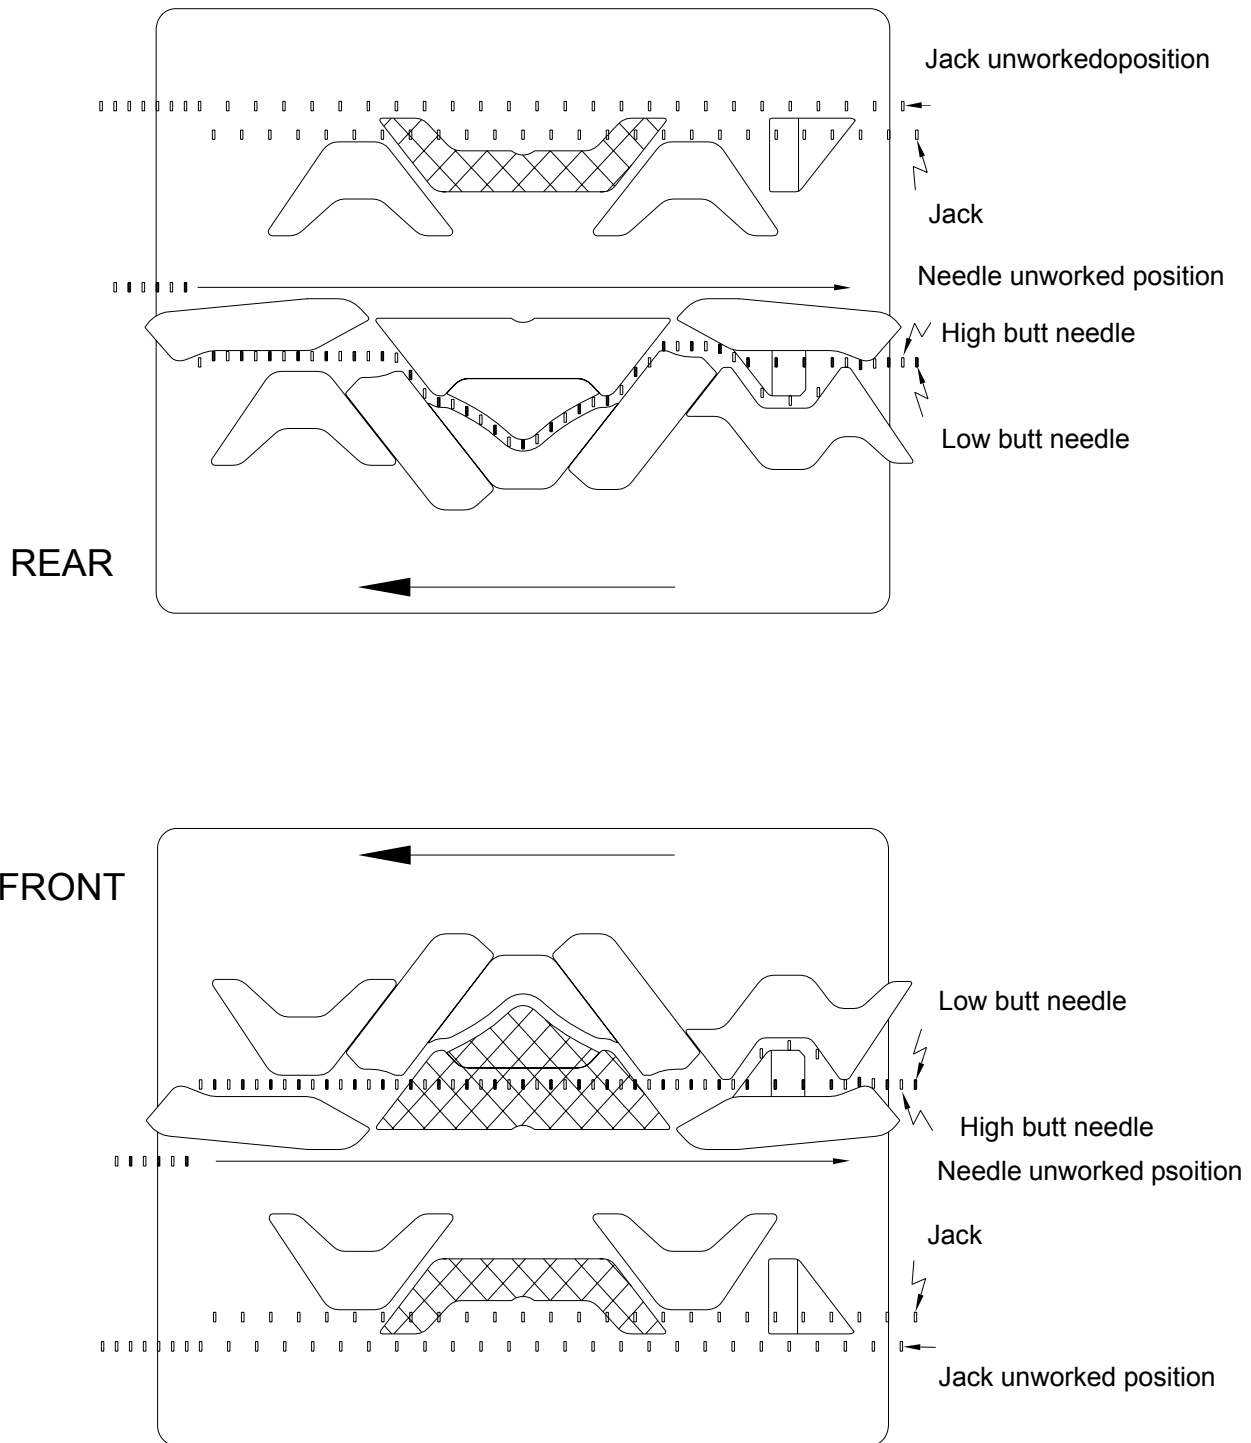 Jack unworkedoposition
Jack
Needle unworked position
High butt needle
Low butt needle
REAR
FRONT
Low butt needle
High butt needle
Needle unworked psoition
Jack
Jack unworked position